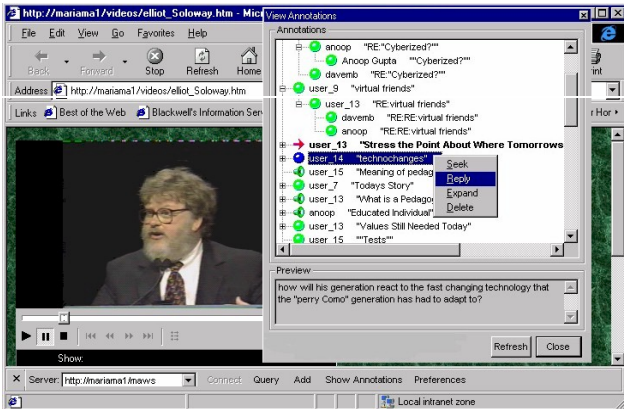 http://mariama1/videos/elliot_Soloway.htm - Mic
File Edit View Go Favorites Help
Back Forward Stop Refresh Home
Address http://mariama1/videos/elliot_Soloway.htm
Links Best of the Web Blackwell's Information Ser
int
r Hor
View Annotations
Annotations
anoop "RE:"Cyberized?""
Anoop Gupta ""Cyberized?""
davemb "RE:"Cyberized?""
user_9 "virtual friends"
user_13 "RE:virtual friends"
davemb "RE:RE:virtual friends"
anoop "RE:RE:virtual friends"
user_13 "Stress the Point About Where Tomorrows
user_14 "technochanges"
user_15 "Meaning of pedag
user_7 "Todays Story"
user_13 "What is a Pedago
anoop "Educated Individual"
user_13 "Values Still Needed Today"
user_15 ""Tests""
Seek
Reply
Expand
Delete
Preview
how will his generation react to the fast changing technology that
the "perry Como" generation has had to adapt to?
Refresh Close
Show:
Server: http://mariama1/maws Connect Query Add Show Annotations Preferences
Local intranet zone